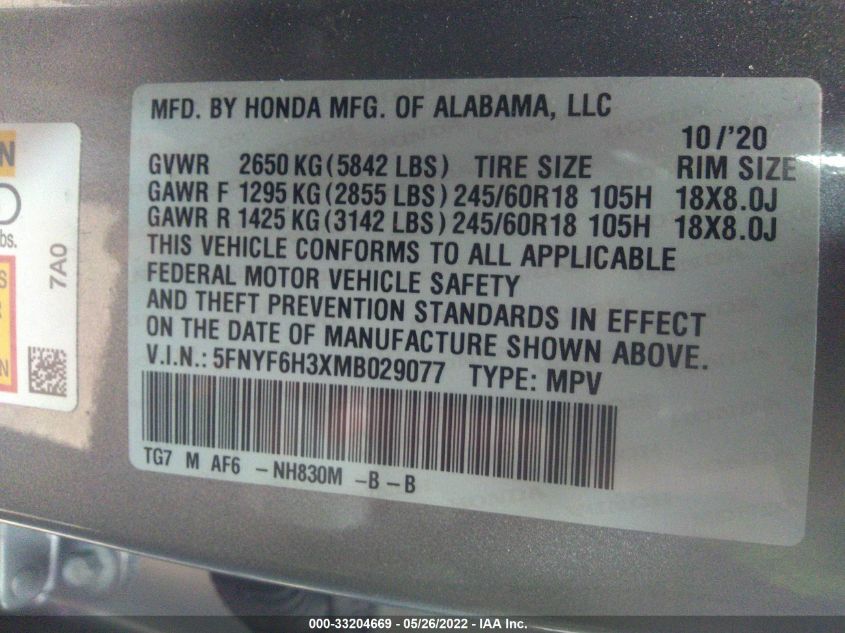 MFD. BY HONDA MFG. OF ALABAMA, LLC
10/'20
GVWR 2650 KG(5842 LBS) TIRE SIZE RIM SIZE
GAWR F 1295 KG(2855 LBS) 245/60R18 105H 18X8.0J
GAWR R 1425 KG(3142 LBS) 245/60R18 105H 18X8.0J
THIS VEHICLE CONFORMS TO ALL APPLICABLE
FEDERAL MOTOR VEHICLE SAFETY
AND THEFT PREVENTION STANDARDS IN EFFECT
ON THE DATE OF MANUFACTURE SHOWN ABOVE.
V.I.N.: 5FNYF6H3XMB029077 TYPE: MPV
TG7 M AF6 -NH830M -B-B
bs.
7A0
000-33204669 - 05/26/2022 - IAA Inc.